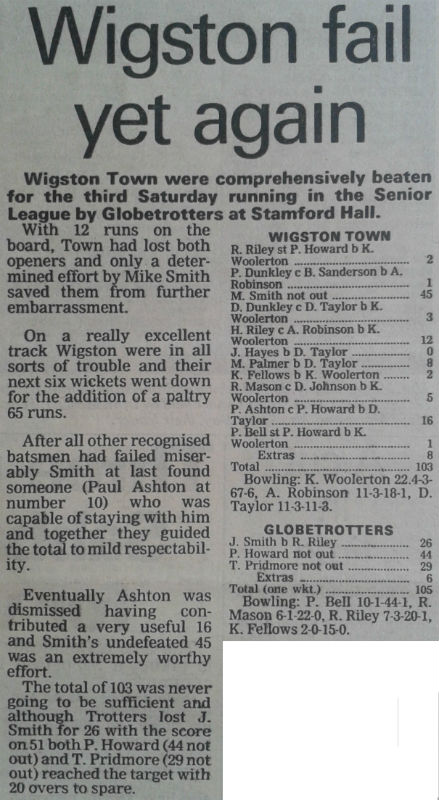 Wigston fail
yet again
Wigston Town were comprehensively beaten
for the third Saturday running in the Senior
League by Globetrotters at Stamford Hall.
With 12 runs on the
board, Town had lost both
openers and only a deter-
mined effort by Mike Smith
saved them from further
embarrassment.
On a really excellent
track Wigston were in all
sorts of trouble and their
next six wickets went down
for the addition of a paltry
65 runs.
After all other recognised
batsmen had failed miser-
ably Smith at last found
someone (Paul Ashton at
number 10) who was
capable of staying with him
and together they guided
the total to mild respectabil-
ity.
Eventually Ashton was
dismissed having con-
tributed a very useful 16
and Smith's undefeated 45
was an extremely worthy
effort.
The total of 103 was never
going to be sufficient and
although Trotters lost J.
Smith for 26 with the score
on 51 both P. Howard (44 not
out) and T. Pridmore (29 not
out) reached the target with
20 overs to spare.
WIGSTON TOWN
R. Riley st P. Howard b K.
Woolerton ........ 2
P. Dunkley c B. Sanderson b A.
Robinson ........ 1
M. Smith not out ........ 45
D. Dunkley c D. Taylor b K.
Woolerton ........ 3
H. Riley c A. Robinson b K.
Woolerton ........ 12
J. Hayes b D. Taylor ........ 0
M. Palmer b D. Taylor ........ 8
K. Fellows b K. Woolerton ........ 2
R. Mason c D. Johnson b K.
Woolerton ........ 5
P. Ashton c P. Howard b D.
Taylor ........ 16
P. Bell st P. Howard b K.
Woolerton ........ 1
Extras ........ 8
Total ........ 103
Bowling: K. Woolerton 22.4-3-
67-6, A. Robinson 11-3-18-1, D.
Taylor 11-3-11-3.
GLOBETROTTERS
J. Smith b R. Riley ........ 26
P. Howard not out ........ 44
T. Pridmore not out ........ 29
Extras ........ 6
Total (one wkt.) ........ 105
Bowling: P. Bell 10-1-44-1, R.
Mason 6-1-22-0, R. Riley 7-3-20-1,
K. Fellows 2-0-15-0.